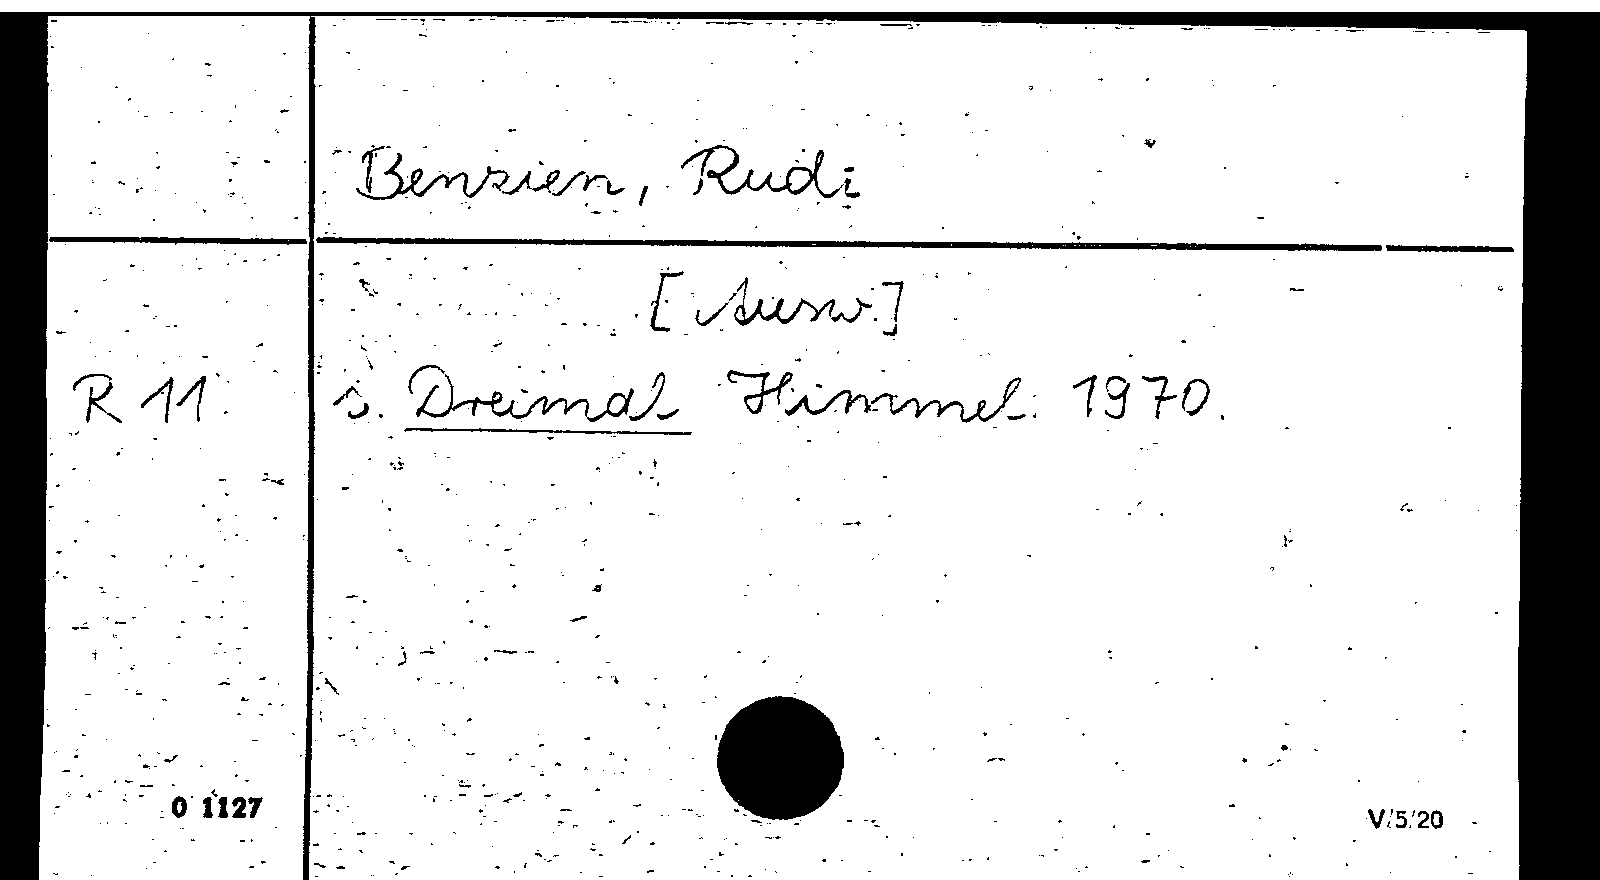 Benzien, Rudi
[Ausw.]
R 11 s. Dreimal Himmel. 1970.
0 1127
V/5/20